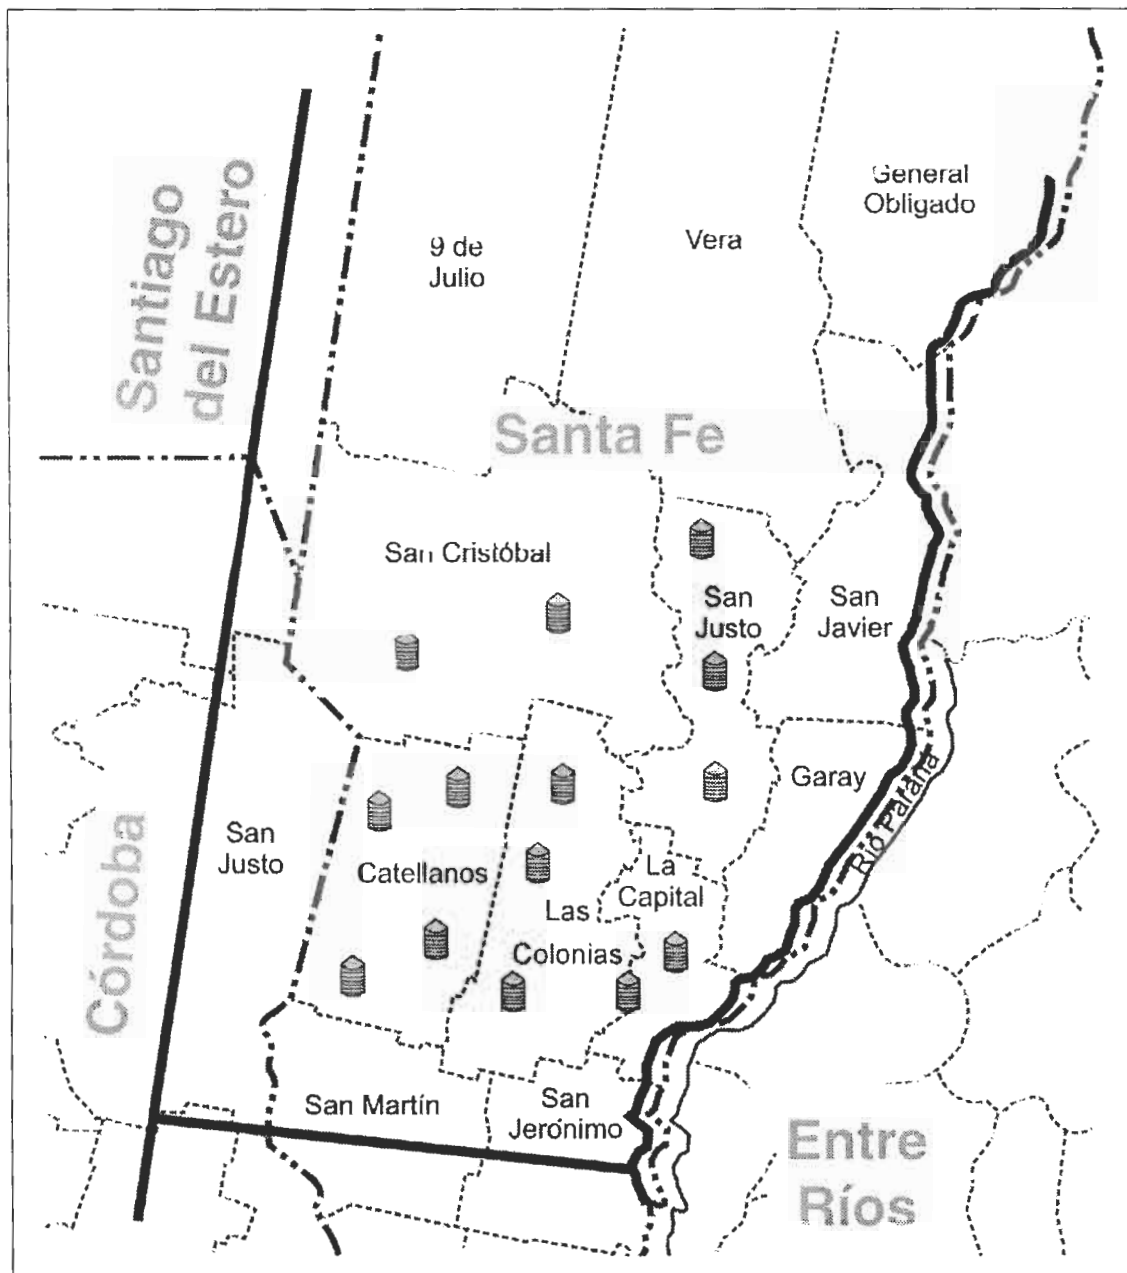 Santiago
del Estero
General
Obligado
9 de
Julio
Vera
Santa Fe
San Cristóbal
San
Justo
San
Javier
Garay
Río Paraná
Córdoba
San
Justo
Catellanos
Las
Colonias
La
Capital
San Martín
San
Jerónimo
Entre
Ríos